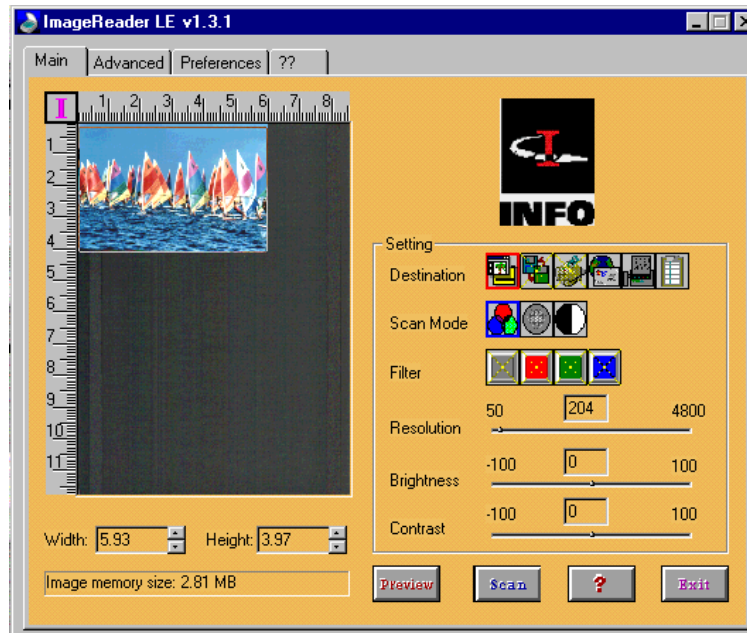 ImageReader LE v1.3.1
Main Advanced Preferences ??
I 1 2 3 4 5 6 7 8
1
2
3
4
5
6
7
8
9
10
11
I
INFO
Setting
Destination
Scan Mode
Filter
Resolution 50 204 4800
Brightness -100 0 100
Contrast -100 0 100
Width: 5.93 Height: 3.97
Image memory size: 2.81 MB
Preview Scan ? Exit